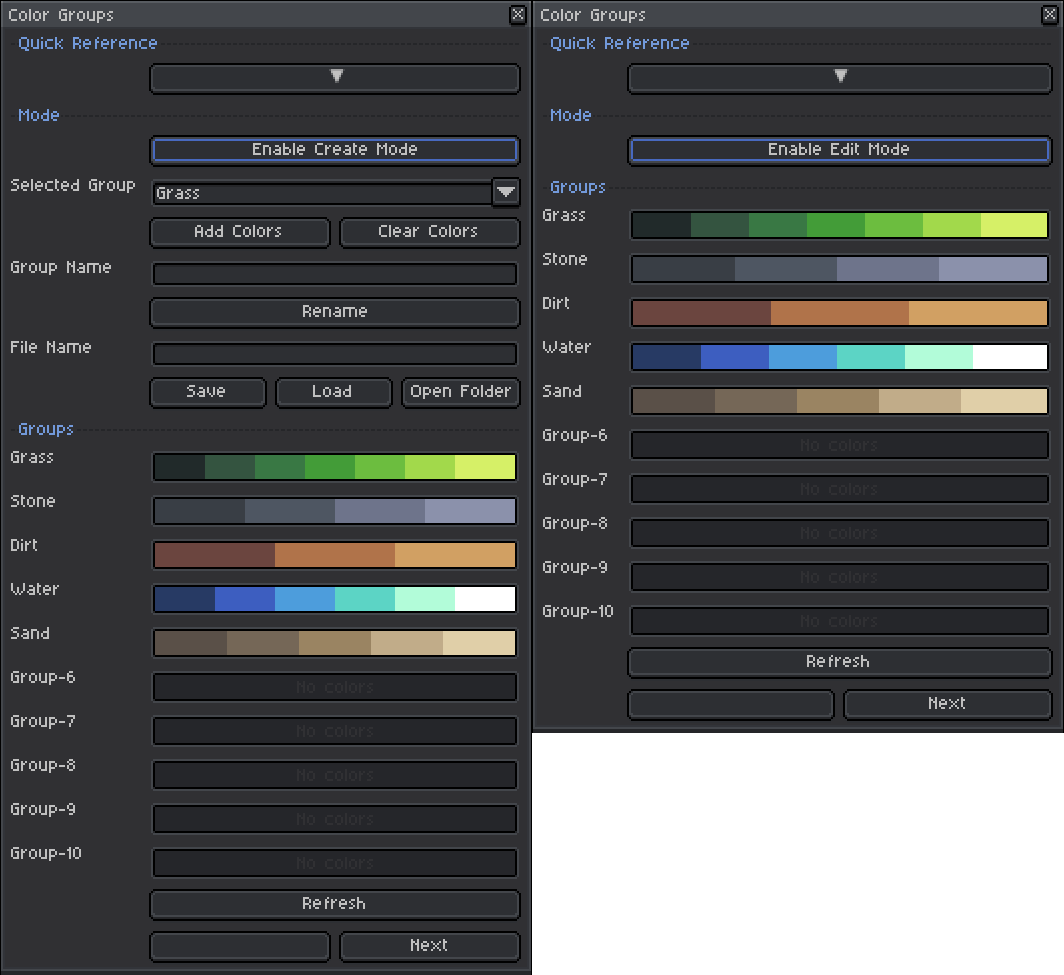 Color Groups
Quick Reference
Mode
Enable Create Mode
Selected Group
Grass
Add Colors
Clear Colors
Group Name
Rename
File Name
Save
Load
Open Folder
Groups
Grass
Stone
Dirt
Water
Sand
Group-6
No colors
Group-7
No colors
Group-8
No colors
Group-9
No colors
Group-10
No colors
Refresh
Next
Color Groups
Quick Reference
Mode
Enable Edit Mode
Groups
Grass
Stone
Dirt
Water
Sand
Group-6
No colors
Group-7
No colors
Group-8
No colors
Group-9
No colors
Group-10
No colors
Refresh
Next